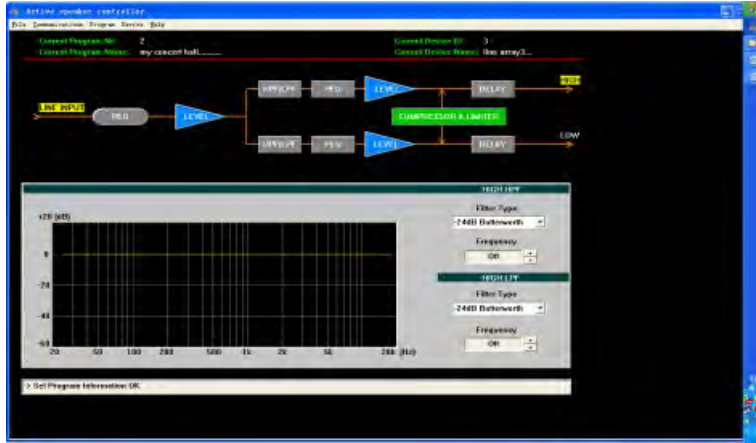 Active speaker controller
File Communications Program Device Help
Current Program No: 2
Current Device ID: 3
Current Program Name: my concert hall
Current Device Name: line array3
LINE INPUT
PEQ
LEVEL
HPF/LPF
PEQ
LEVEL
DELAY
HIGH
COMPRESSOR & LIMITER
HPF/LPF
PEQ
LEVEL
DELAY
LOW
HIGH HPF
Filter Type
-24dB Butterworth
Frequency
Off
HIGH LPF
Filter Type
-24dB Butterworth
Frequency
Off
+20 (dB)
0
-20
-40
-60
20 50 100 200 500 1k 2k 5k 20k (Hz)
> Set Program Information OK